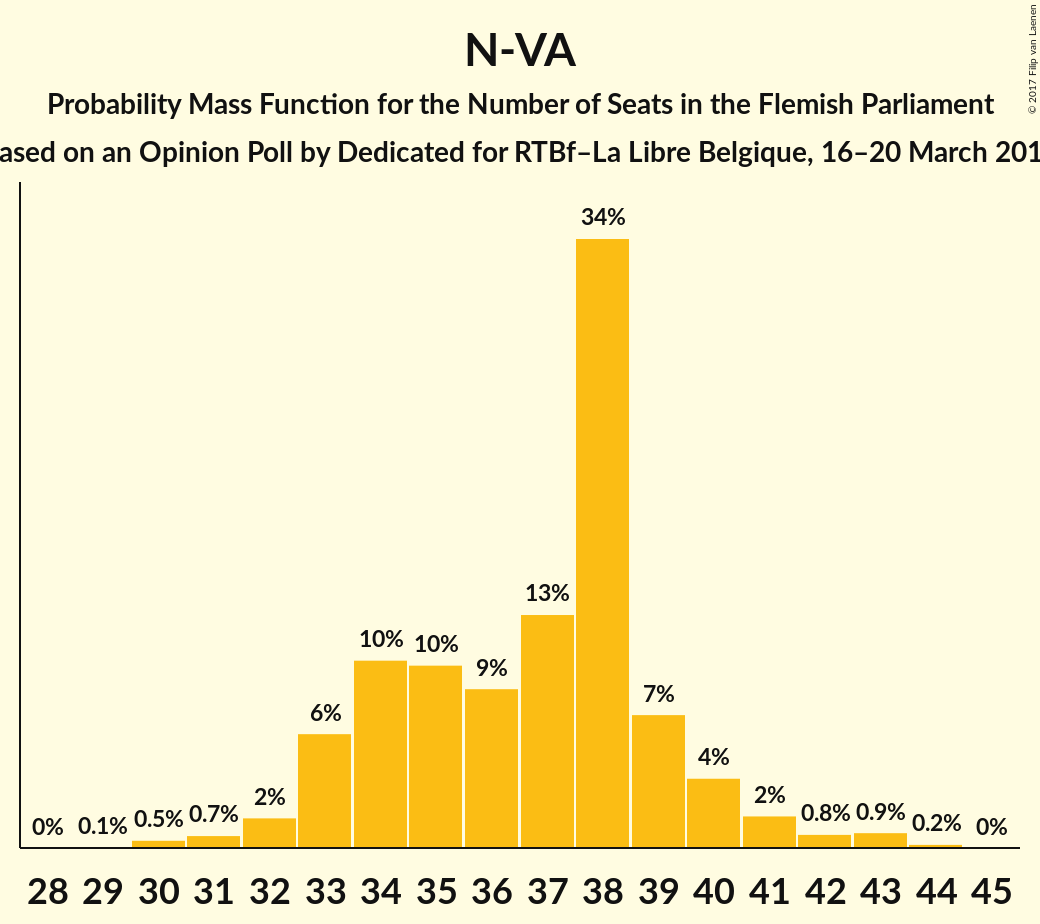 N-VA
Probability Mass Function for the Number of Seats in the Flemish Parliament
ased on an Opinion Poll by Dedicated for RTBf–La Libre Belgique, 16–20 March 201
© 2017 Filip van Laenen
34%
13%
10% 10%
9%
7%
6%
4%
2% 2%
0% 0.1% 0.5% 0.7% 0.8% 0.9% 0.2% 0%
28 29 30 31 32 33 34 35 36 37 38 39 40 41 42 43 44 45